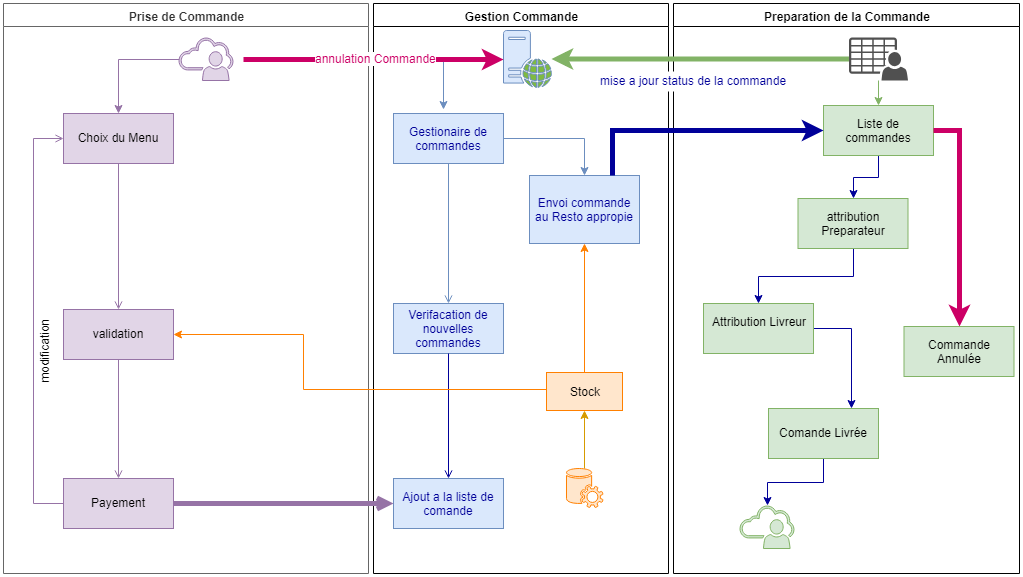 Prise de Commande
Gestion Commande
Preparation de la Commande
annulation Commande
mise a jour status de la commande
Choix du Menu
Gestionaire de
commandes
Liste de
commandes
Envoi commande
au Resto appropie
attribution
Preparateur
validation
modification
Verifacation de
nouvelles
commandes
Attribution Livreur
Commande
Annulée
Stock
Comande Livrée
Payement
Ajout a la liste de
comande